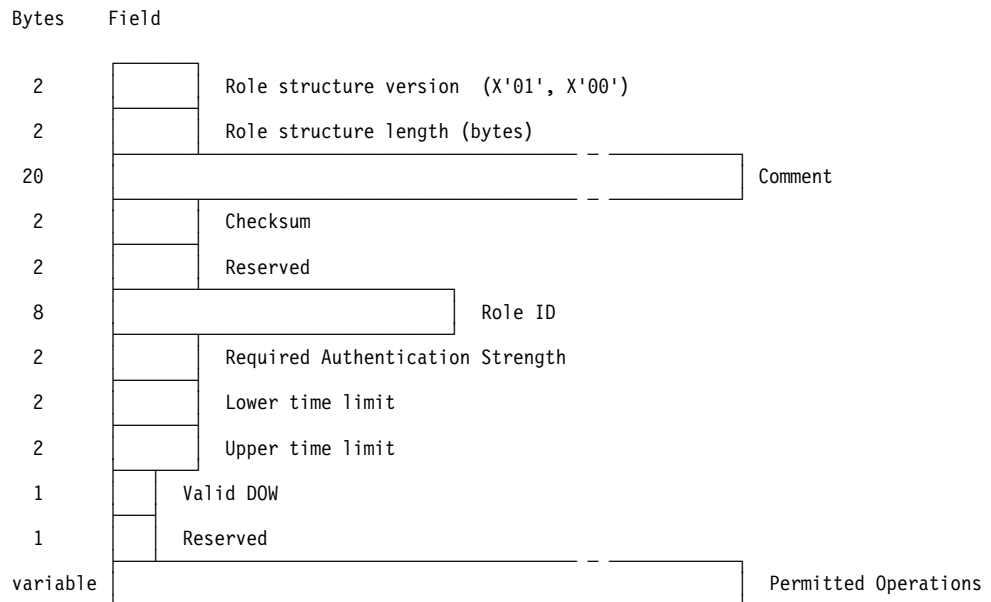 Bytes Field
2 Role structure version (X'01', X'00')
2 Role structure length (bytes)
20 Comment
2 Checksum
2 Reserved
8 Role ID
2 Required Authentication Strength
2 Lower time limit
2 Upper time limit
1 Valid DOW
1 Reserved
variable Permitted Operations